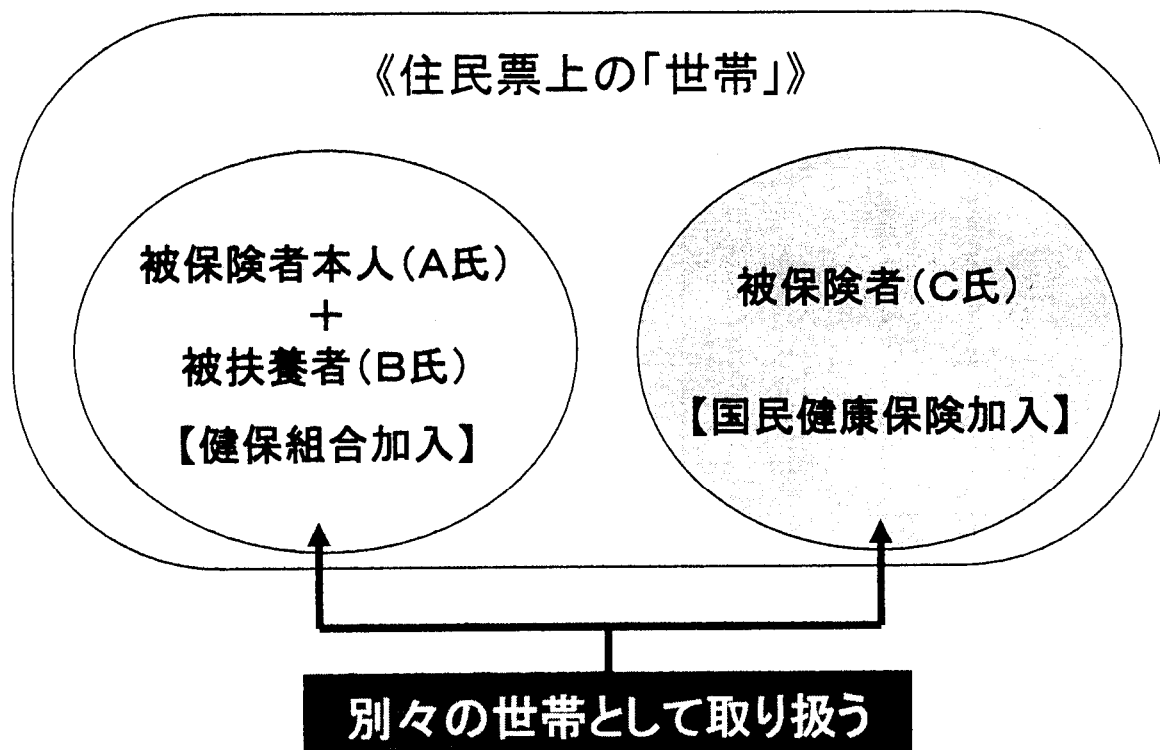 《住民票上の「世帯」》
被保険者本人(A氏)
+
被扶養者(B氏)
【健保組合加入】
被保険者(C氏)
【国民健康保険加入】
別々の世帯として取り扱う